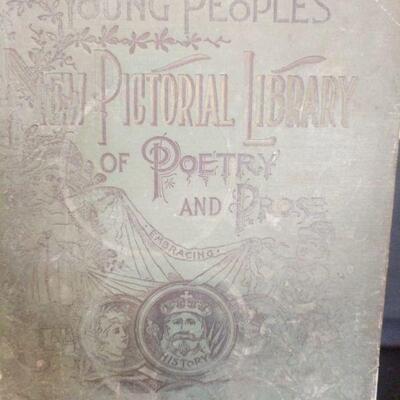 YOUNG PEOPLES
NEW PICTORIAL LIBRARY
OF POETRY
AND PROSE
EMBRACING
HISTORY